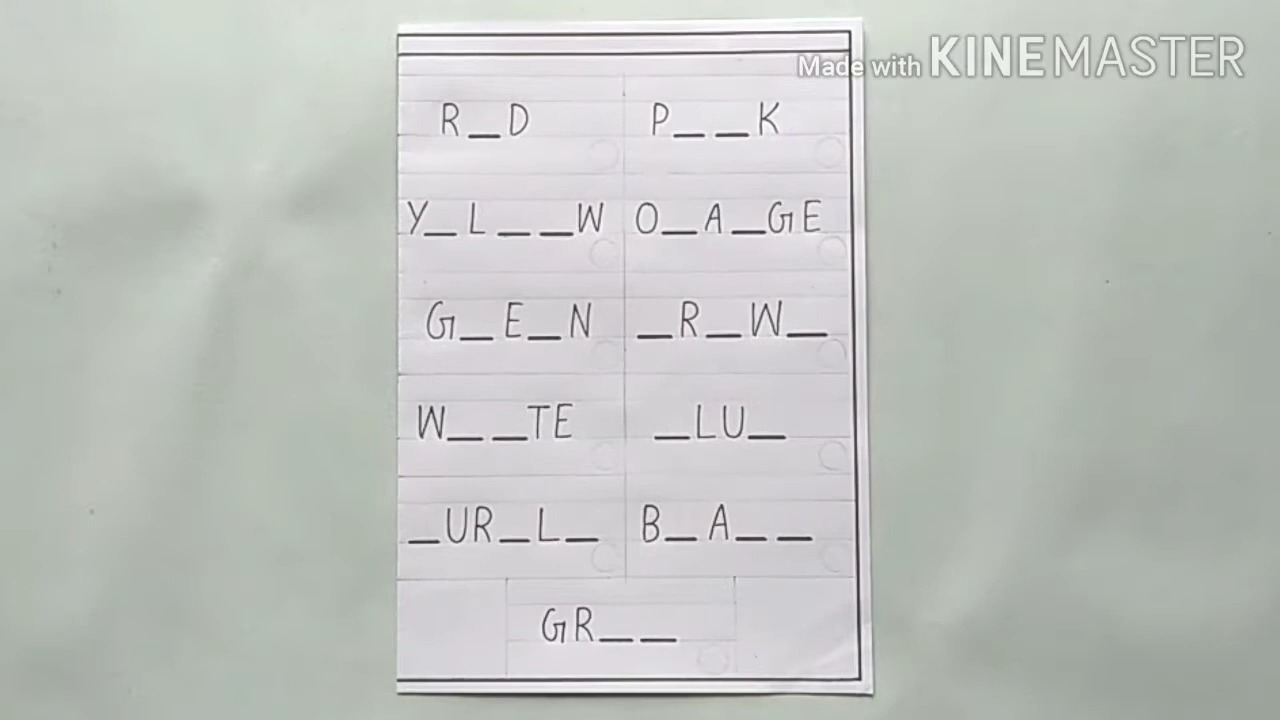 Made with KINEMASTER
R_D P__K
Y_L__W O_A_GE
G_E_N _R_W_
W__TE _LU_
_UR_L_ B_A__
GR__